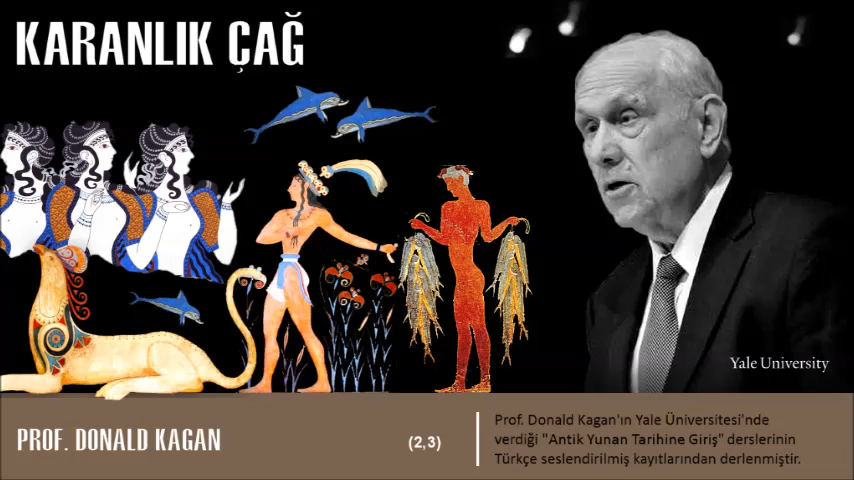 KARANLIK ÇAĞ
Yale University
PROF. DONALD KAGAN
(2,3)
Prof. Donald Kagan'ın Yale Üniversitesi'nde
verdiği "Antik Yunan Tarihine Giriş" derslerinin
Türkçe seslendirilmiş kayıtlarından derlenmiştir.